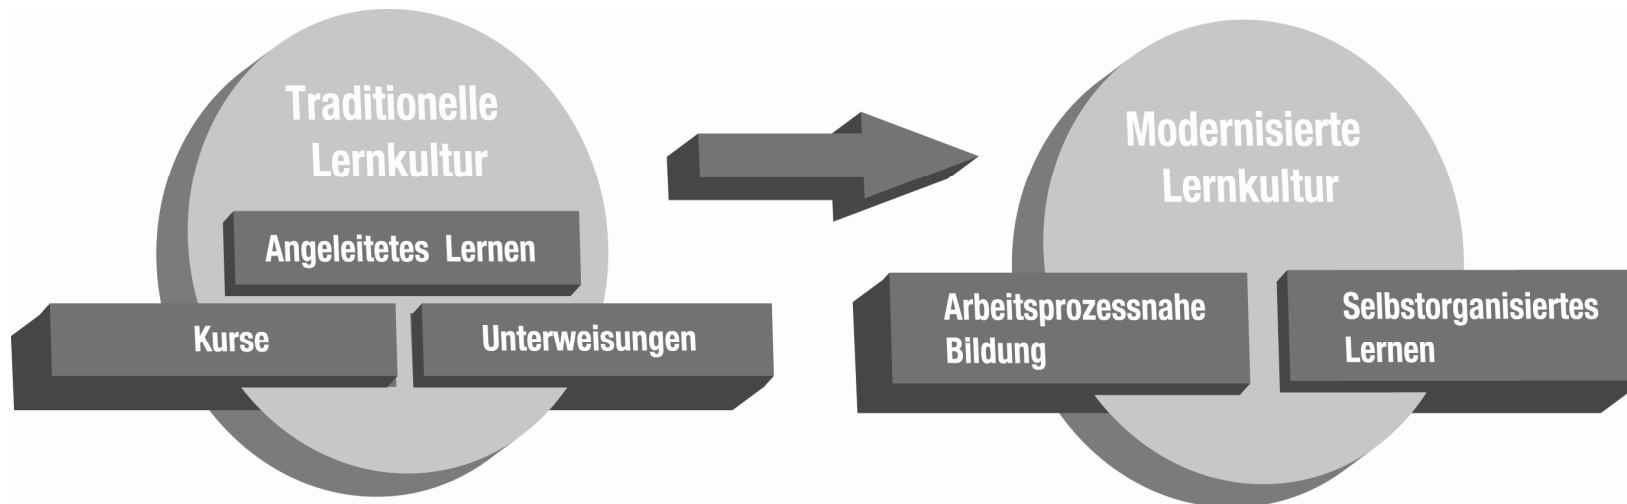 Traditionelle
Lernkultur
Angeleitetes Lernen
Kurse
Unterweisungen
Modernisierte
Lernkultur
Arbeitsprozessnahe
Bildung
Selbstorganisiertes
Lernen